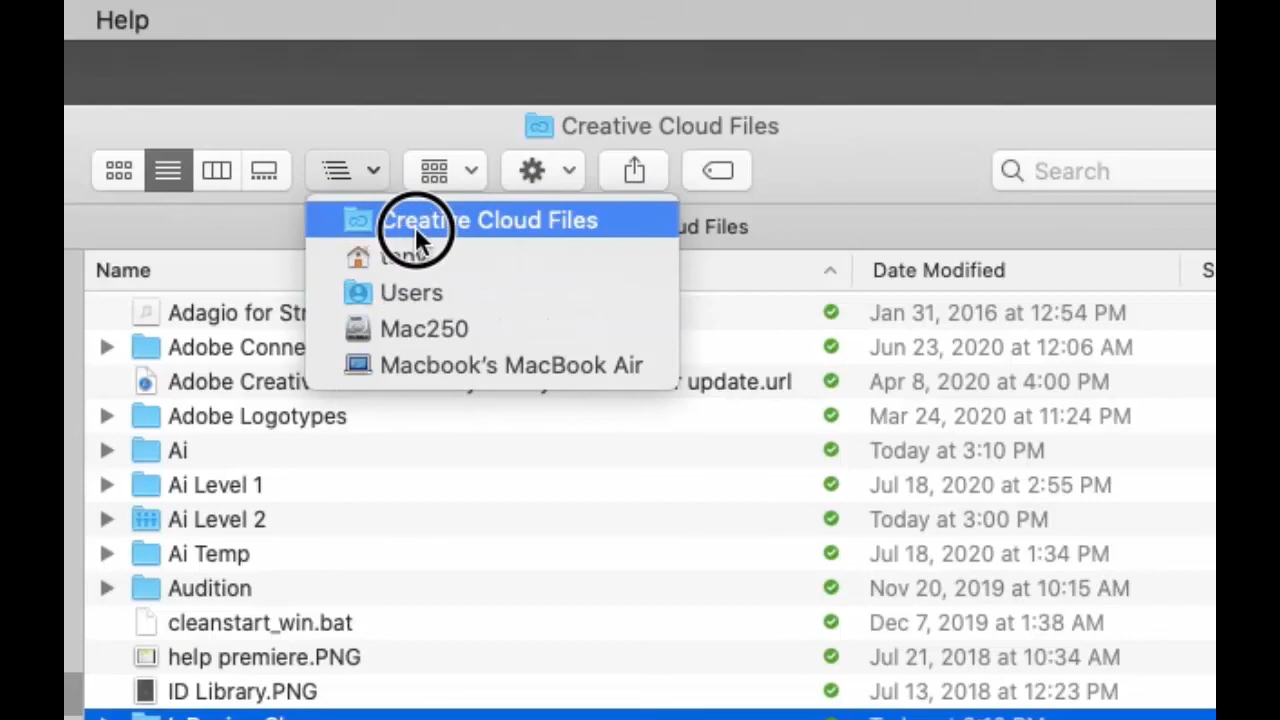 Help
Creative Cloud Files
Search
Creative Cloud Files
ud Files
Users
Mac250
Macbook's MacBook Air
Name
Date Modified
S
Adagio for Str
Jan 31, 2016 at 12:54 PM
Adobe Conne
Jun 23, 2020 at 12:06 AM
Adobe Creativ
update.url
Apr 8, 2020 at 4:00 PM
Adobe Logotypes
Mar 24, 2020 at 11:24 PM
Ai
Today at 3:10 PM
Ai Level 1
Jul 18, 2020 at 2:55 PM
Ai Level 2
Today at 3:00 PM
Ai Temp
Jul 18, 2020 at 1:34 PM
Audition
Nov 20, 2019 at 10:15 AM
cleanstart_win.bat
Dec 7, 2019 at 1:38 AM
help premiere.PNG
Jul 21, 2018 at 10:34 AM
ID Library.PNG
Jul 13, 2018 at 12:23 PM